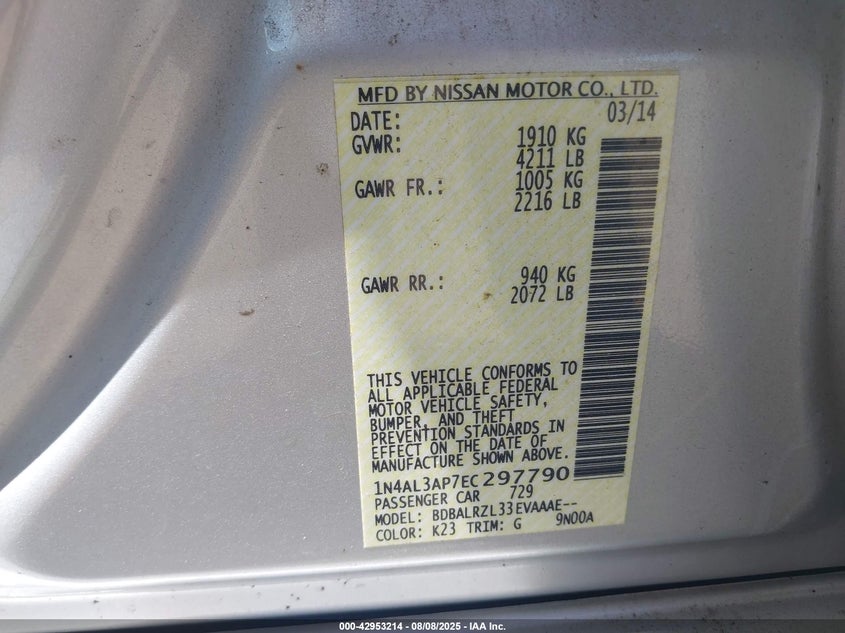 MFD BY NISSAN MOTOR CO., LTD.
DATE: 03/14
GVWR: 1910 KG
4211 LB
GAWR FR.: 1005 KG
2216 LB
GAWR RR.: 940 KG
2072 LB
THIS VEHICLE CONFORMS TO
ALL APPLICABLE FEDERAL
MOTOR VEHICLE SAFETY,
BUMPER, AND THEFT
PREVENTION STANDARDS IN
EFFECT ON THE DATE OF
MANUFACTURE SHOWN ABOVE.
1N4AL3AP7EC297790
PASSENGER CAR 729
MODEL: BDBALRZL33EVAAAE--
COLOR: K23 TRIM: G 9N00A
000-42953214 - 08/08/2025 - IAA Inc.